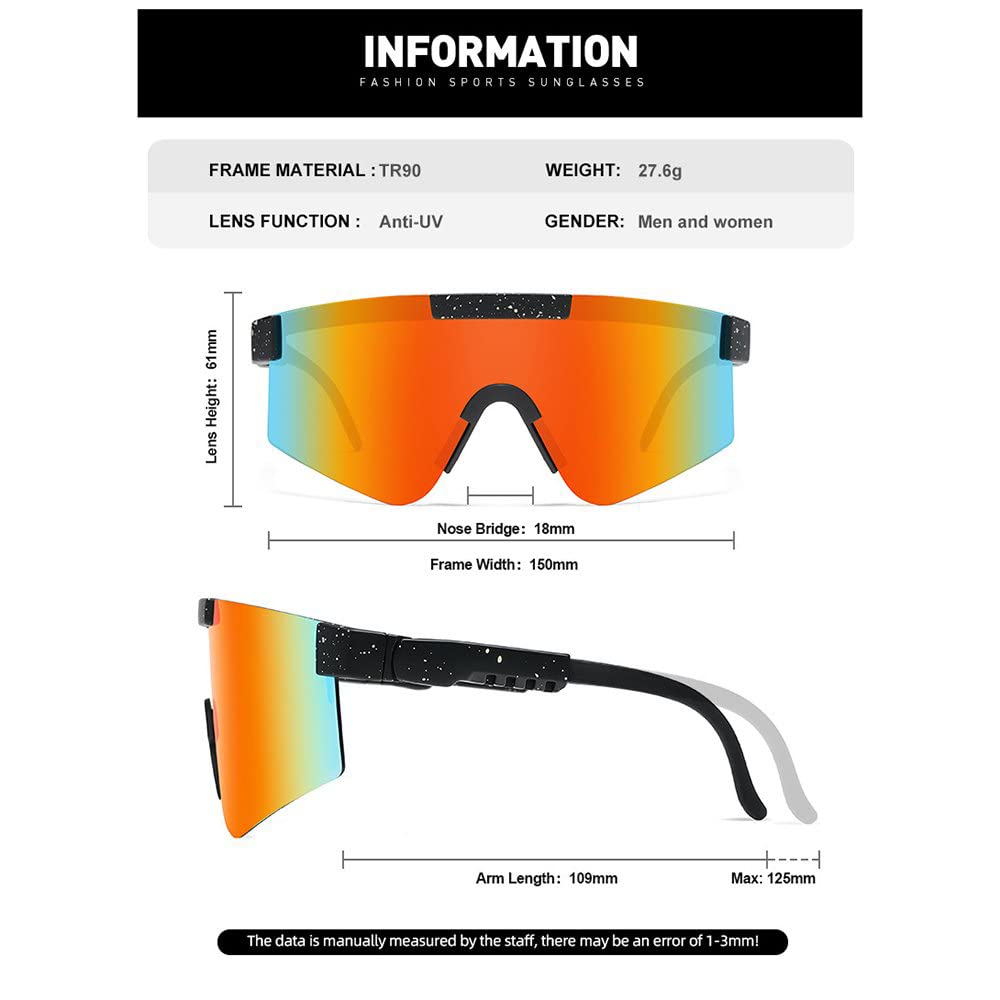 INFORMATION
FASHION SPORTS SUNGLASSES
FRAME MATERIAL : TR90 WEIGHT: 27.6g
LENS FUNCTION : Anti-UV GENDER: Men and women
Lens Height: 61mm
Nose Bridge: 18mm
Frame Width: 150mm
Arm Length: 109mm Max: 125mm
The data is manually measured by the staff, there may be an error of 1-3mm!